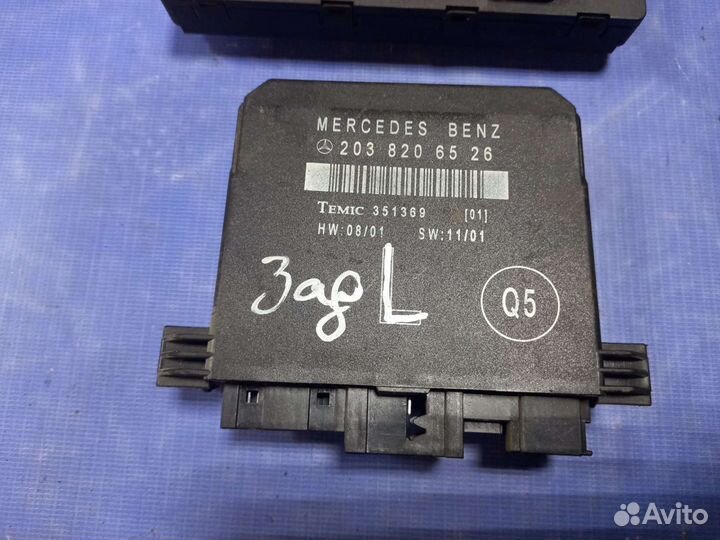 MERCEDES BENZ
203 820 65 26
TEMIC 351369 [01]
HW:08/01 SW:11/01
Зад L
Q5
Avito